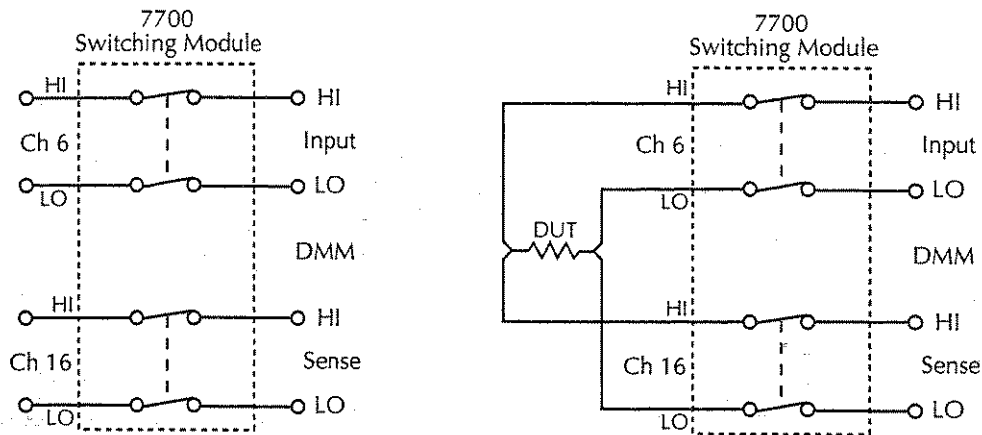 7700
Switching Module
HI
HI
Ch 6
Input
LO
LO
DMM
HI
HI
Ch 16
Sense
LO
LO
7700
Switching Module
HI
HI
Ch 6
Input
LO
LO
DUT
DMM
HI
HI
Ch 16
Sense
LO
LO